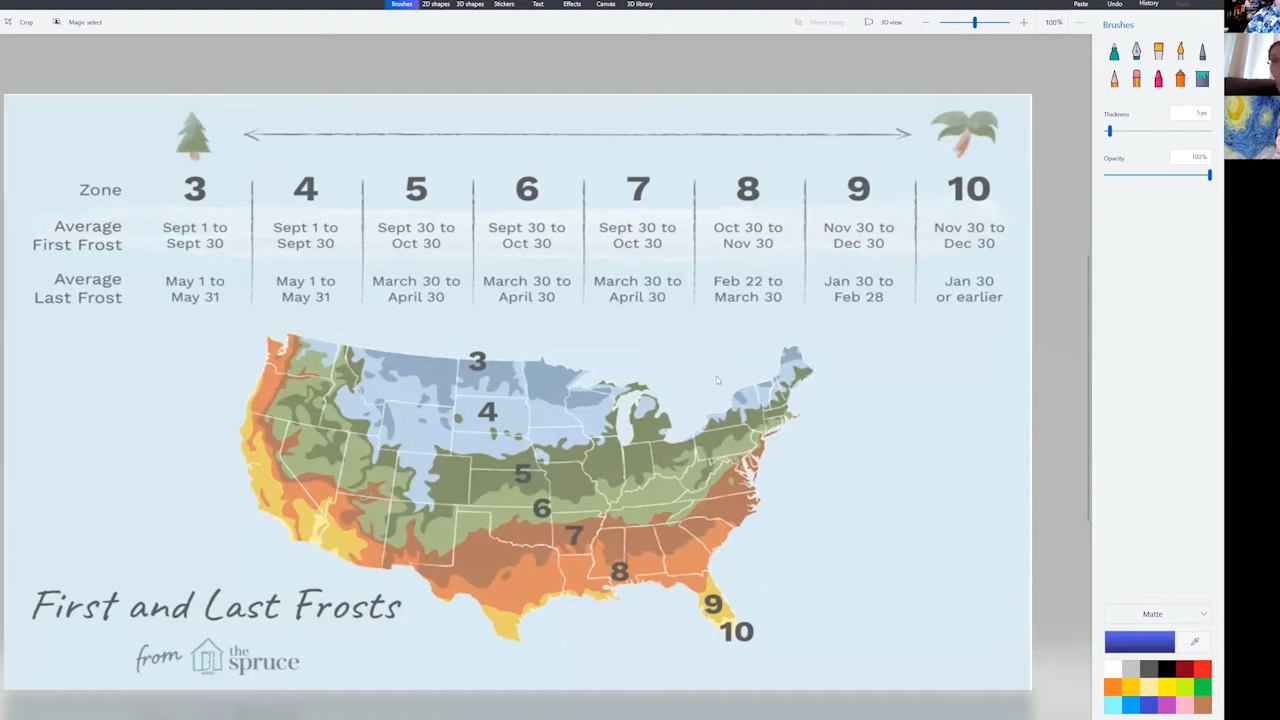 Brushes 2D shapes 3D shapes Stickers Text Effects Canvas 3D library Paste Undo History
Crop Magic select Mixed reality 3D view 100%
Brushes
Thickness 5px
Opacity 100%
Matte
Zone 3 4 5 6 7 8 9 10
Average Sept 1 to Sept 1 to Sept 30 to Sept 30 to Sept 30 to Oct 30 to Nov 30 to Nov 30 to
First Frost Sept 30 Sept 30 Oct 30 Oct 30 Oct 30 Nov 30 Dec 30 Dec 30
Average May 1 to May 1 to March 30 to March 30 to March 30 to Feb 22 to Jan 30 to Jan 30
Last Frost May 31 May 31 April 30 April 30 April 30 March 30 Feb 28 or earlier
3
4
5
6
7
8
9
10
First and Last Frosts
from the spruce